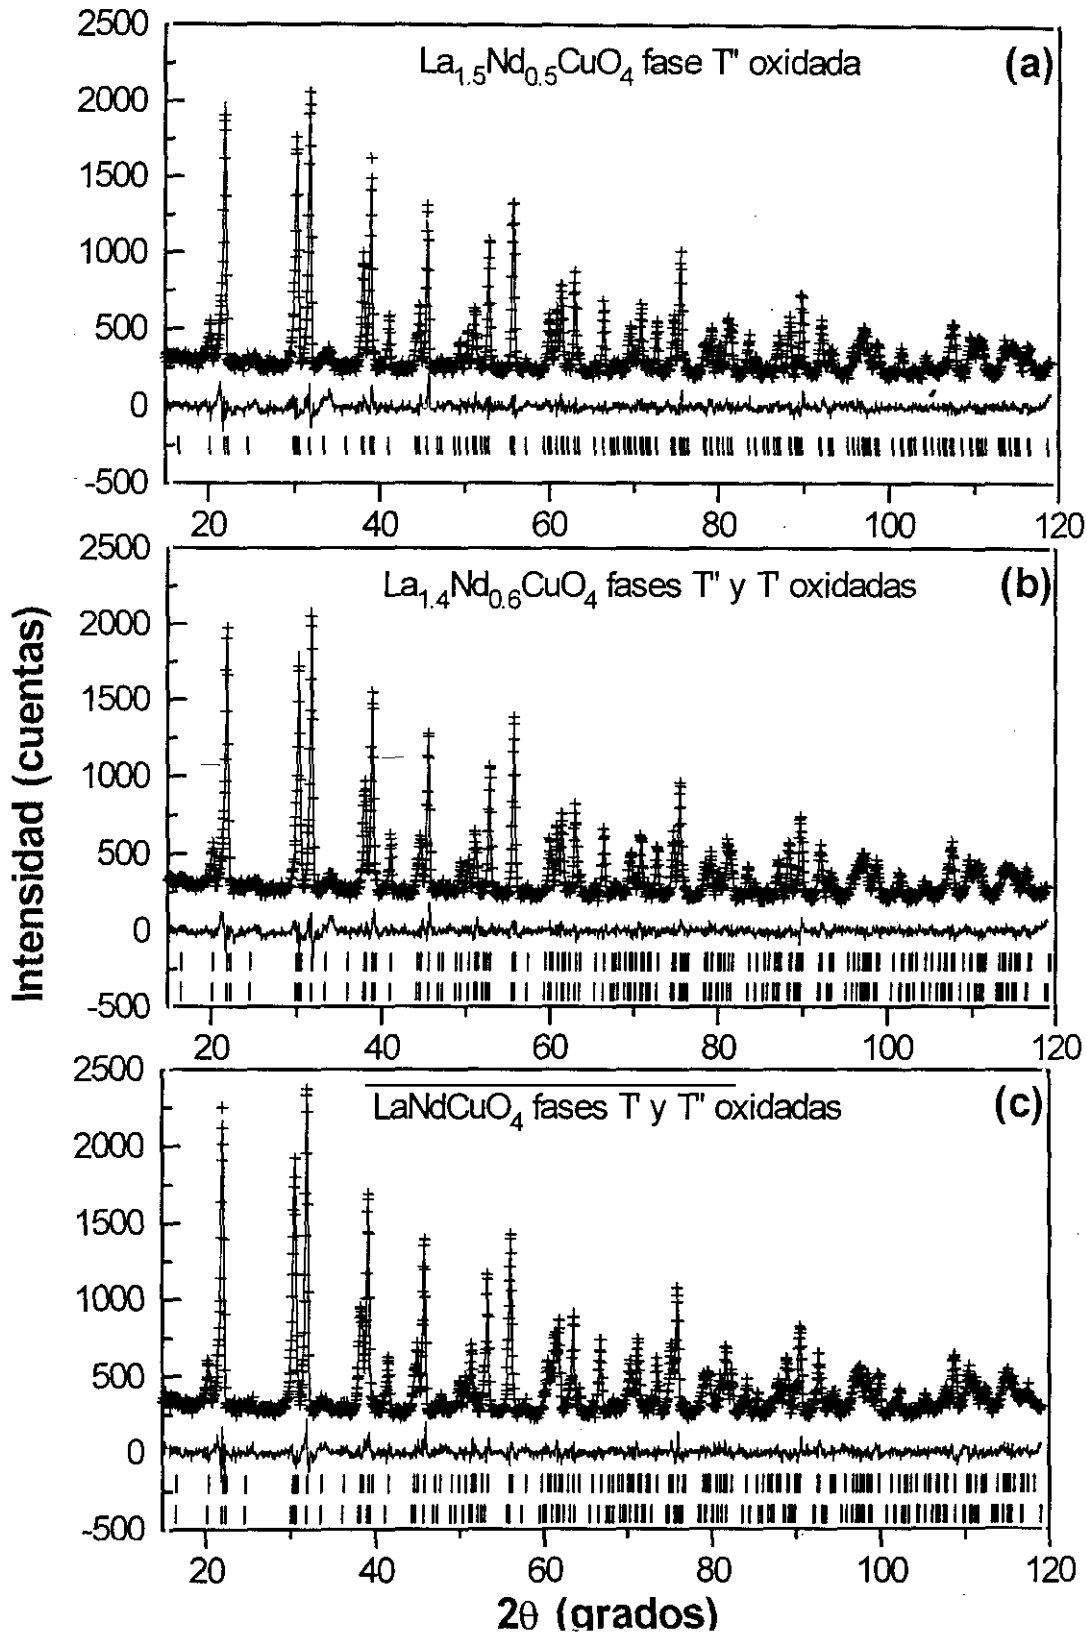 2500
2000
1500
1000
500
0
-500
La1.5Nd0.5CuO4 fase T" oxidada
(a)
20 40 60 80 100 120
Intensidad (cuentas)
2500
2000
1500
1000
500
0
-500
La1.4Nd0.6CuO4 fases T" y T' oxidadas
(b)
20 40 60 80 100 120
2500
2000
1500
1000
500
0
-500
LaNdCuO4 fases T' y T" oxidadas
(c)
20 40 60 80 100 120
2θ (grados)